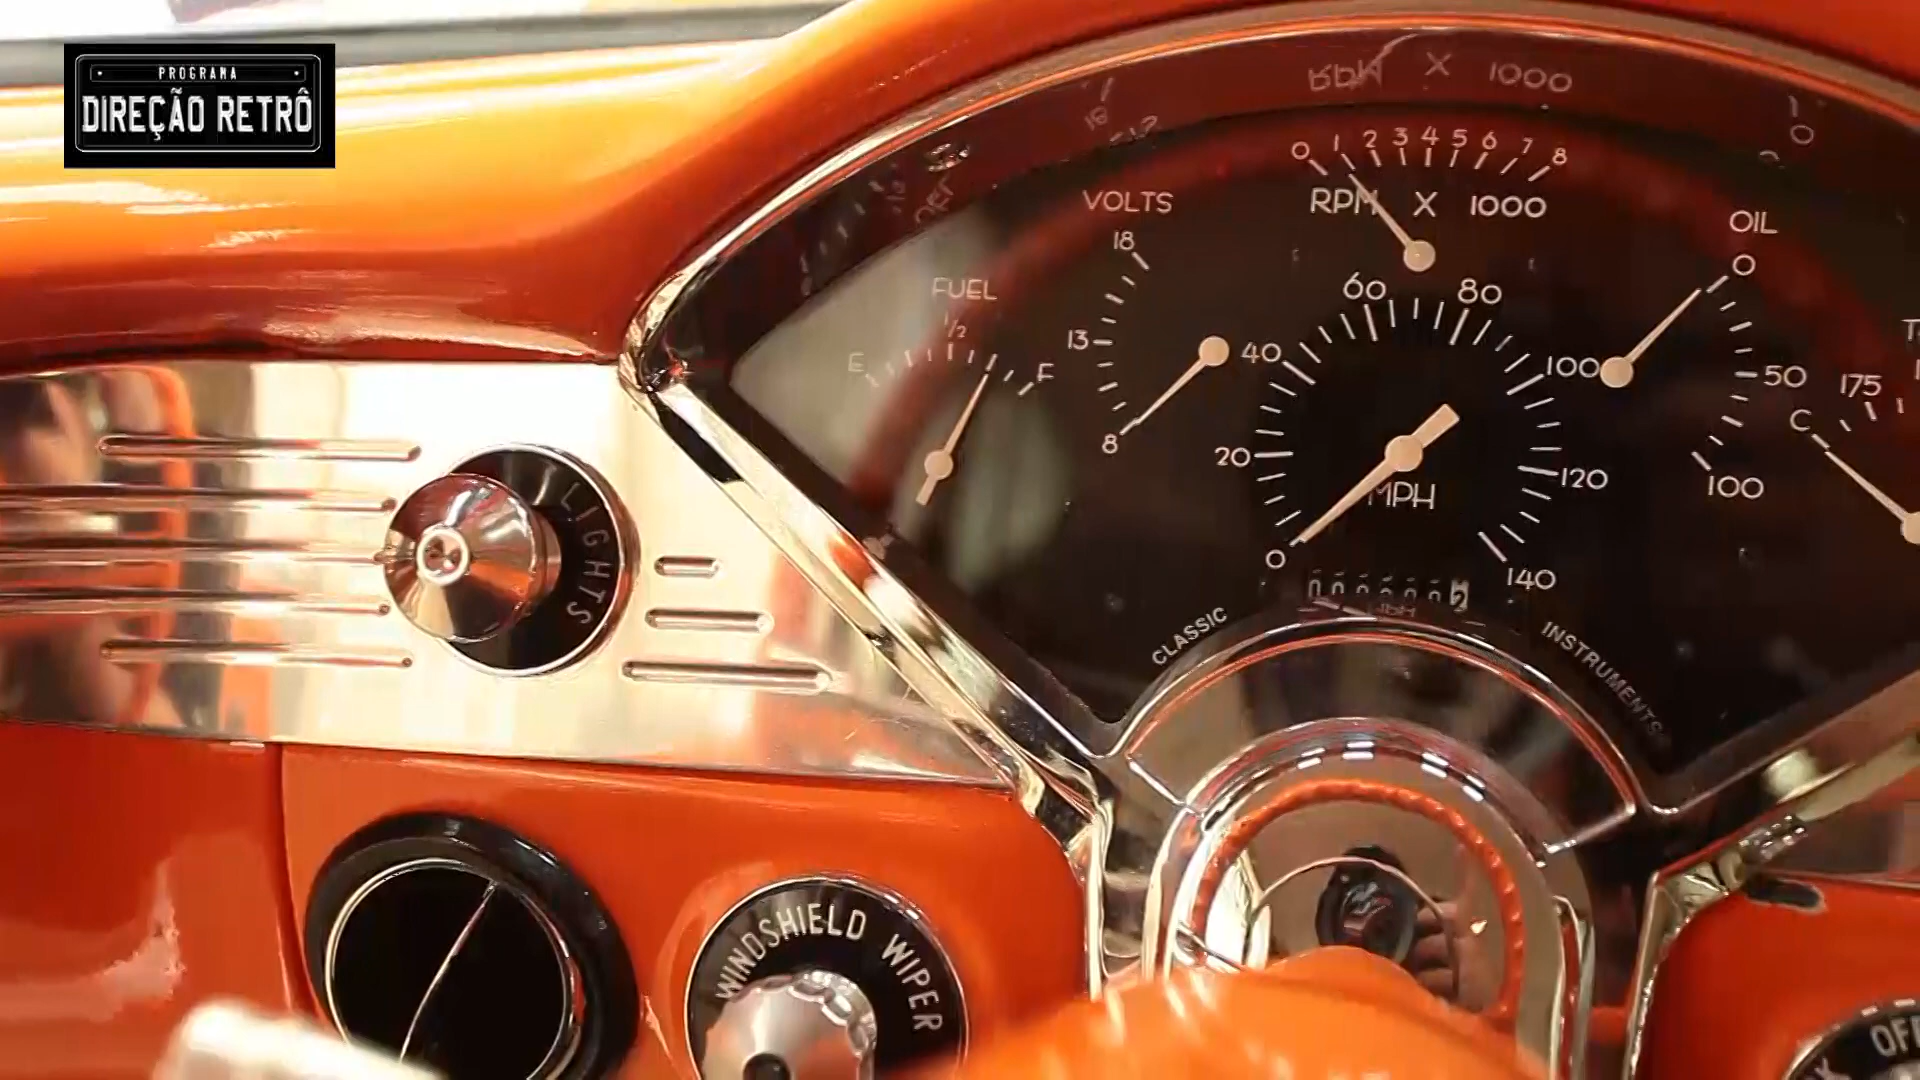 PROGRAMA
DIREÇÃO RETRÔ
RPM X 1000
0 1 2 3 4 5 6 7 8
RPM X 1000
VOLTS
18
13
8
FUEL
E 1/2 F
OIL
0
50
100
60 80
40 100
20 120
0 140
MPH
175
C
CLASSIC INSTRUMENTS
LIGHTS
WINDSHIELD WIPER